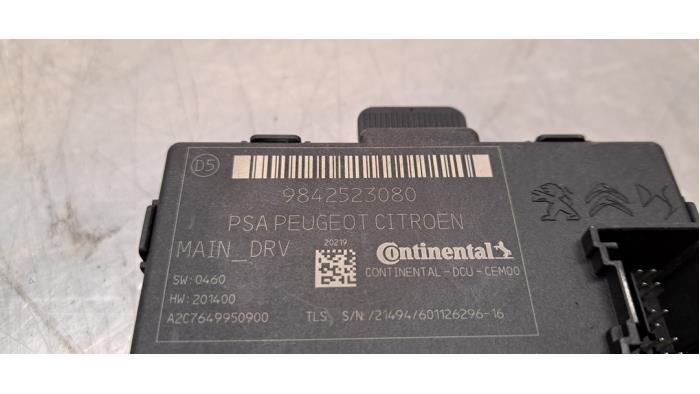 D5
9842523080
PSA PEUGEOT CITROËN
MAIN_DRV
20219
Continental
CONTINENTAL-DCU-CEM00
SW:0460
HW:201400
A2C7649950900
TLS S/N:/21494/601126296-16